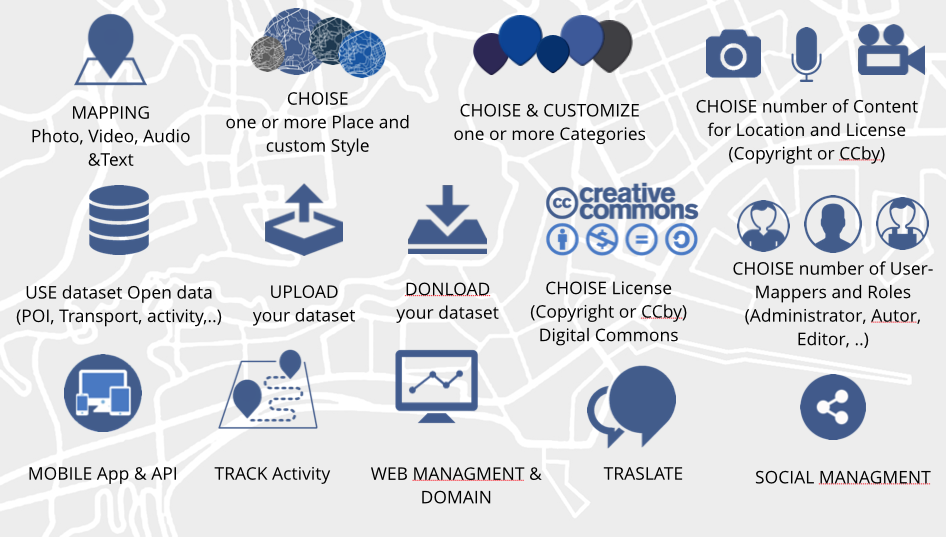 MAPPING
Photo, Video, Audio
&Text
CHOISE
one or more Place and
custom Style
CHOISE & CUSTOMIZE
one or more Categories
CHOISE number of Content
for Location and License
(Copyright or CCby)
USE dataset Open data
(POI, Transport, activity,..)
UPLOAD
your dataset
DONLOAD
your dataset
cc creative
commons
CHOISE License
(Copyright or CCby)
Digital Commons
CHOISE number of User-
Mappers and Roles
(Administrator, Autor,
Editor, ..)
MOBILE App & API
TRACK Activity
WEB MANAGMENT &
DOMAIN
TRASLATE
SOCIAL MANAGMENT